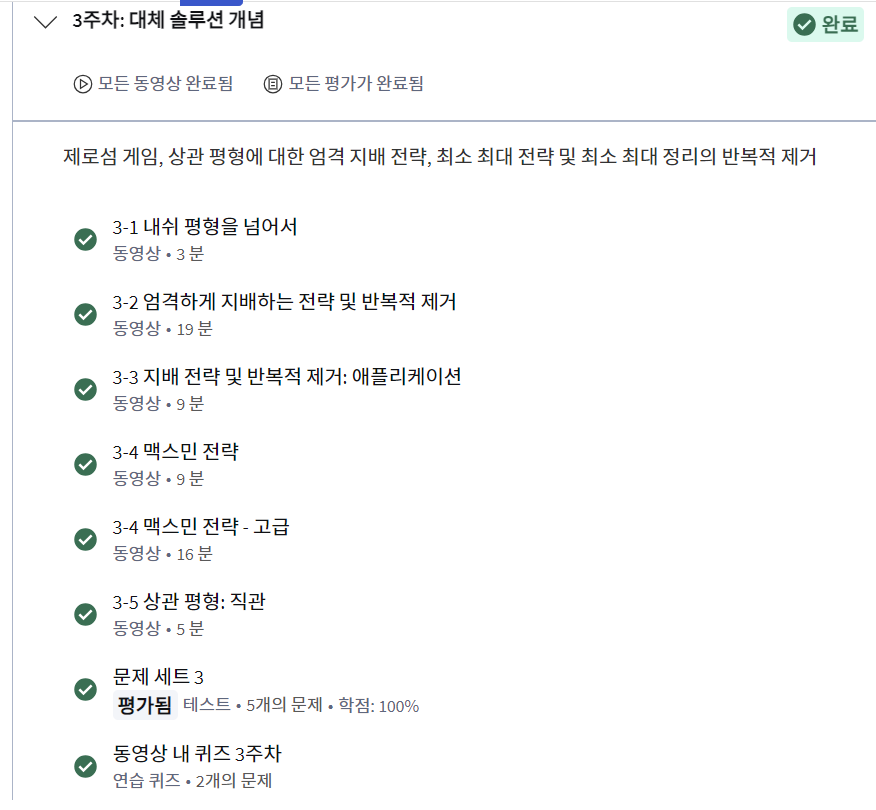 3주차: 대체 솔루션 개념
완료
모든 동영상 완료됨 모든 평가가 완료됨
제로섬 게임, 상관 평형에 대한 엄격 지배 전략, 최소 최대 전략 및 최소 최대 정리의 반복적 제거
3-1 내쉬 평형을 넘어서
동영상 • 3 분
3-2 엄격하게 지배하는 전략 및 반복적 제거
동영상 • 19 분
3-3 지배 전략 및 반복적 제거: 애플리케이션
동영상 • 9 분
3-4 맥스민 전략
동영상 • 9 분
3-4 맥스민 전략 - 고급
동영상 • 16 분
3-5 상관 평형: 직관
동영상 • 5 분
문제 세트 3
평가됨 테스트 • 5개의 문제 • 학점: 100%
동영상 내 퀴즈 3주차
연습 퀴즈 • 2개의 문제